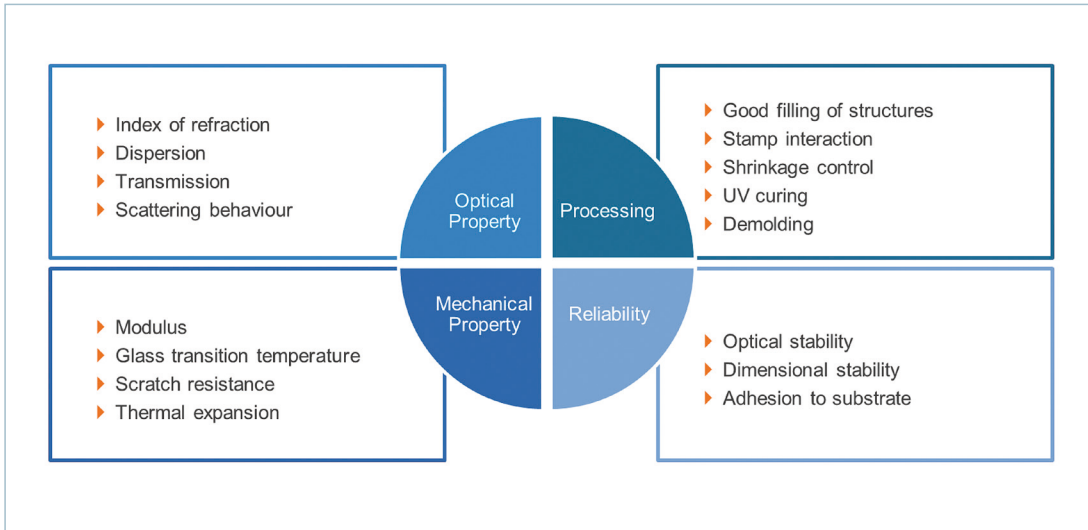 Index of refraction
Dispersion
Transmission
Scattering behaviour
Optical
Property
Processing
Good filling of structures
Stamp interaction
Shrinkage control
UV curing
Demolding
Modulus
Glass transition temperature
Scratch resistance
Thermal expansion
Mechanical
Property
Reliability
Optical stability
Dimensional stability
Adhesion to substrate